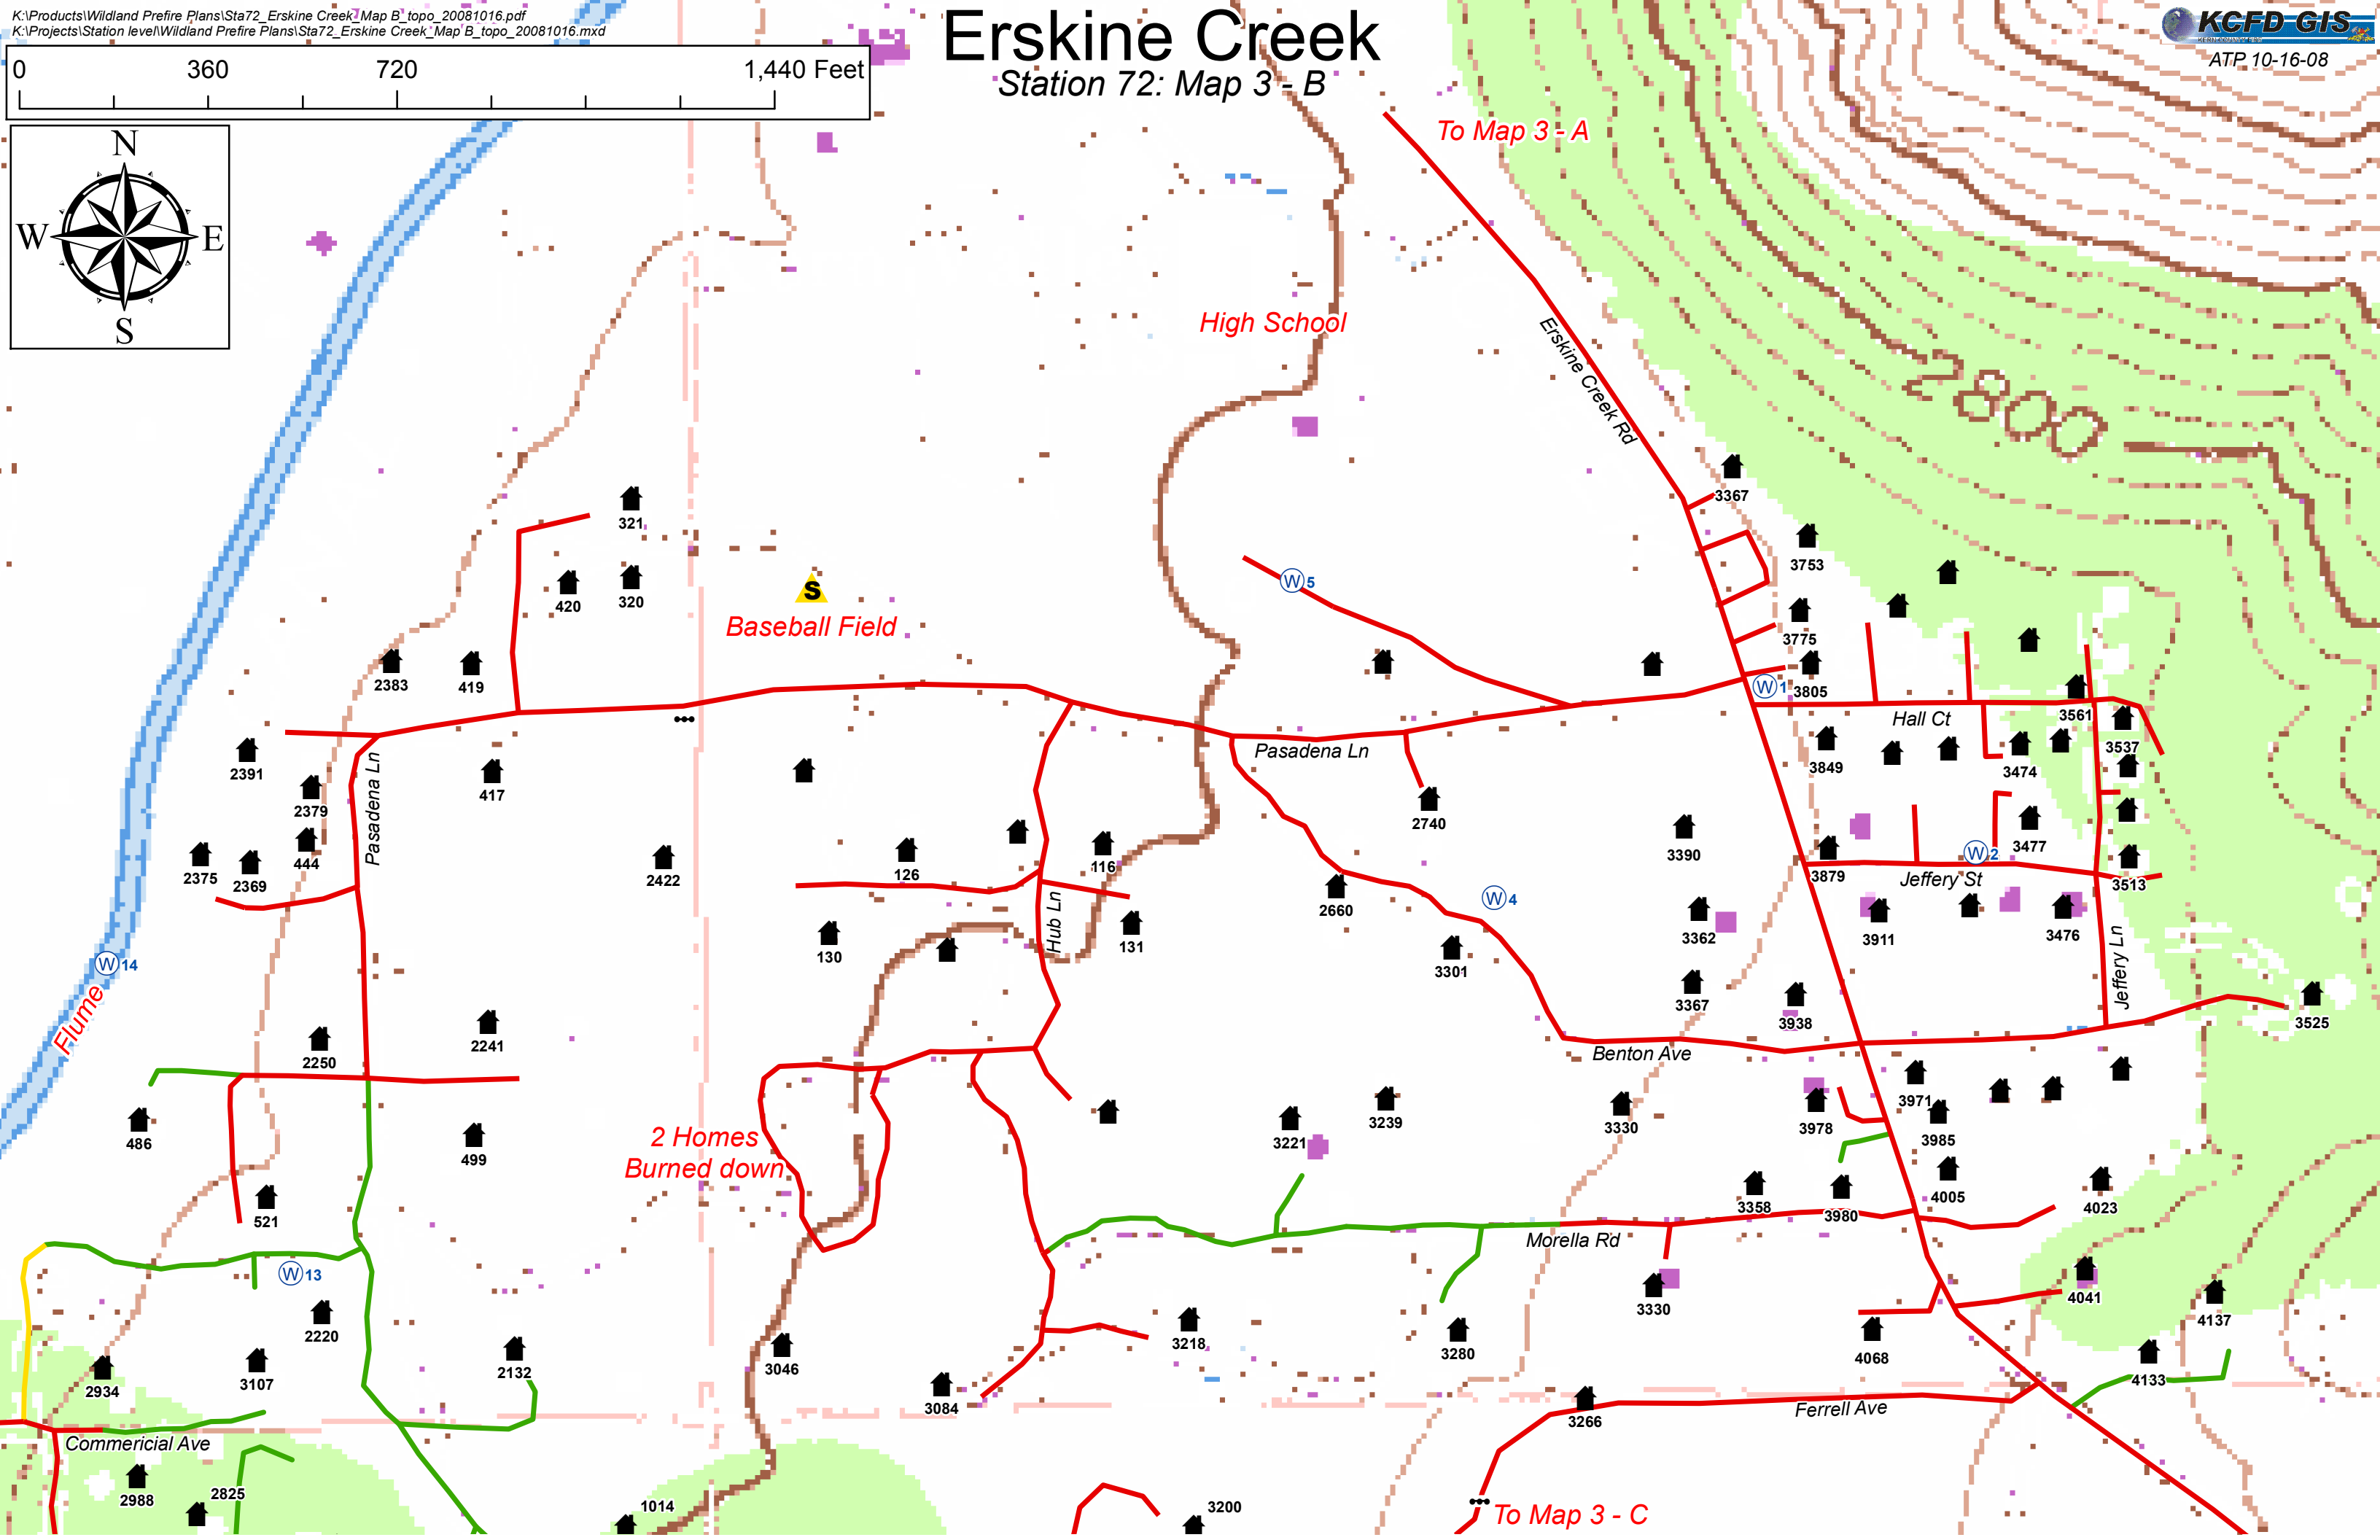 K:\Products\Wildland Prefire Plans\Sta72_Erskine Creek_Map B_topo_20081016.pdf
K:\Projects\Station level\Wildland Prefire Plans\Sta72_Erskine Creek_Map B_topo_20081016.mxd
0 360 720 1,440 Feet
Erskine Creek
Station 72: Map 3 - B
KCFD GIS
ATP 10-16-08
To Map 3 - A
N
W E
S
High School
Erskine Creek Rd
2800
3367
321
3753
420 320
W 5
S
Baseball Field
3775
2383 419
W 1 3805
Hall Ct
3561
3537
Pasadena Ln
2391
3849
3474
2379
417
Pasadena Ln
2740
444
2375
2369
2422
126
116
3390
3477
W 2
3879
Jeffery St
3513
2660
W 4
130
Hub Ln
131
3362
3911
3476
3301
Jeffery Ln
W 14
Flume
3367
3938
3525
2250
2241
Benton Ave
486
499
2 Homes
Burned down
3221
3239
3330
3978
3971
3985
521
3358
3980
4005
4023
Morella Rd
W 13
2220
3330
4041
4137
3218
3280
4068
2934
3107
2132
3046
3084
4133
3266
Ferrell Ave
Commericial Ave
2988
2825
1014
3200
To Map 3 - C